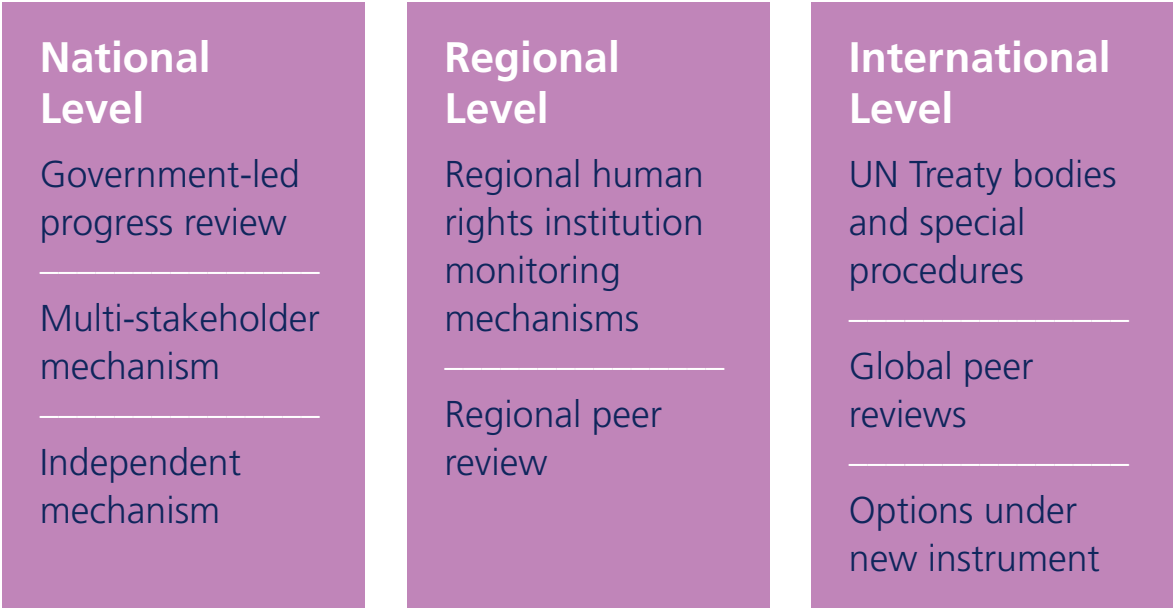 National
Level
Government-led
progress review
Multi-stakeholder
mechanism
Independent
mechanism
Regional
Level
Regional human
rights institution
monitoring
mechanisms
Regional peer
review
International
Level
UN Treaty bodies
and special
procedures
Global peer
reviews
Options under
new instrument